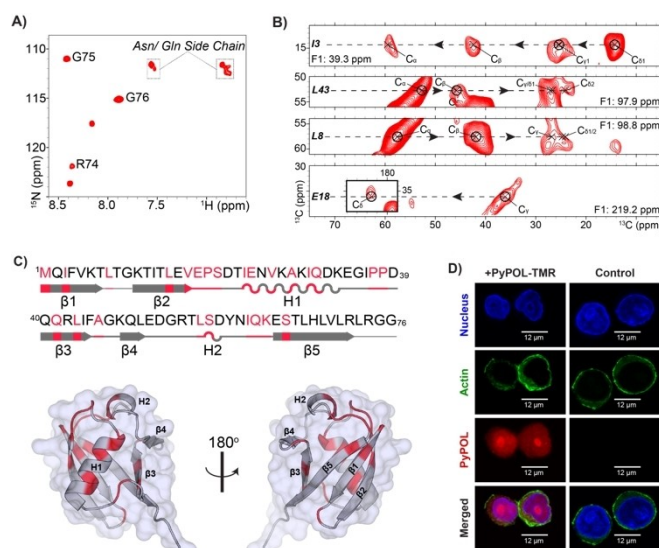 A)
Asn/ Gln Side Chain
110
G75
115
G76
120
R74
15N (ppm)
8.5 8.0 7.5 7.0
1H (ppm)
B)
I3
15
Cα Cβ Cγ1 Cδ1
F1: 39.3 ppm
L43
50
55
Cα Cβ Cγ/δ1 Cδ2
F1: 97.9 ppm
L8
50
55
F1: 98.8 ppm
Cα Cβ Cγ Cδ1/2
30
180
35
E18
Cδ
Cγ
F1: 219.2 ppm
36
13C (ppm)
60 50 40 30
13C (ppm)
C)
1MQIFVKTLTGKTITLEVEPSDTIENVKAKIQDKEGIPPD39
β1 β2 H1
40QQRLIFAGKQLEDGRTLSDYNIQKESTLHLVLRLRGG76
β3 β4 H2 β5
H2
β4
H1
β3
180°
H2
β4
β3
β5
β1
β2
D)
+PyPOL-TMR Control
Nucleus
12 µm 12 µm
Actin
12 µm 12 µm
PyPOL
12 µm 12 µm
Merged
12 µm 12 µm